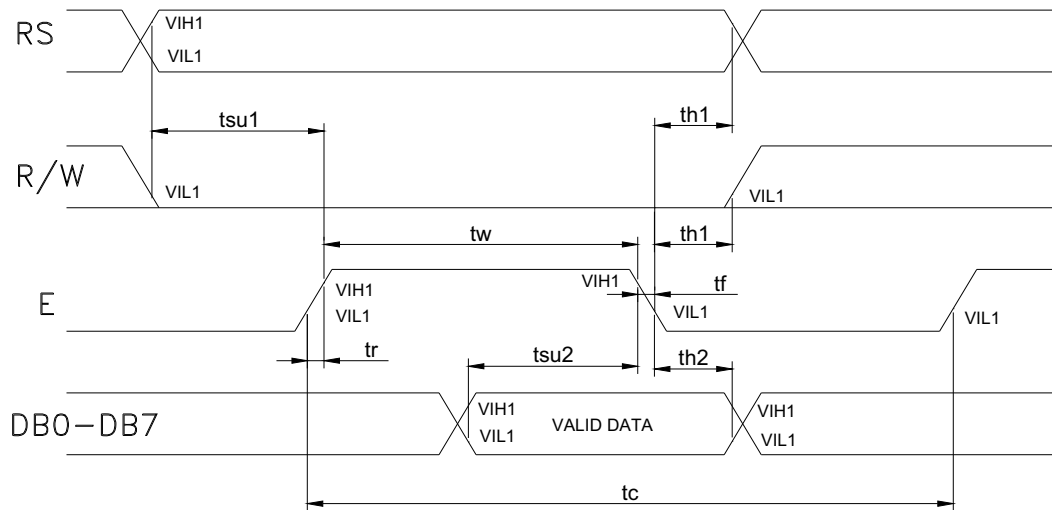 RS
VIH1
VIL1
tsu1
th1
R/W
VIL1
VIL1
tw
th1
E
VIH1
VIL1
VIH1
tf
VIL1
VIL1
tr
tsu2
th2
DB0-DB7
VIH1
VIL1
VALID DATA
VIH1
VIL1
tc